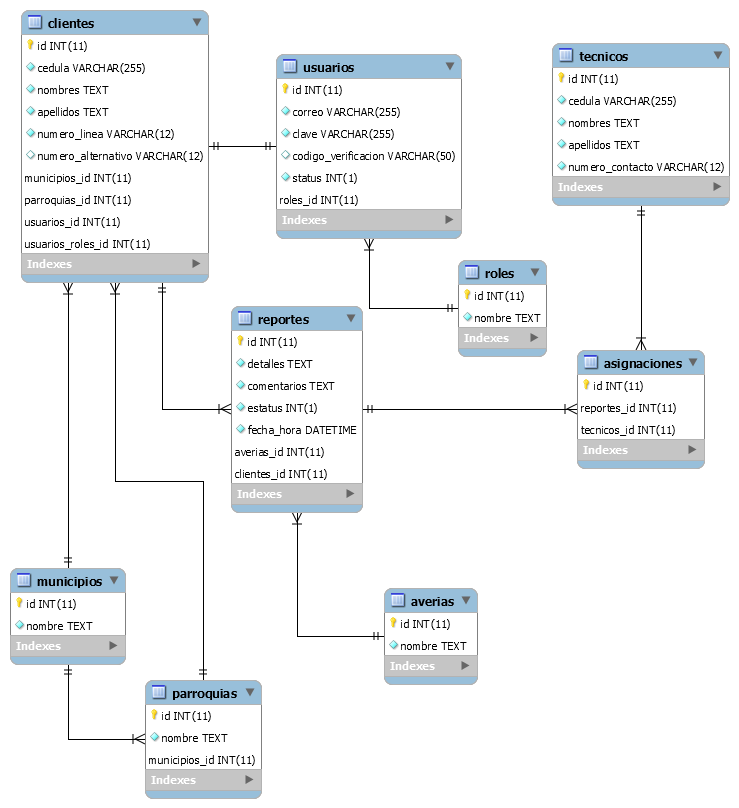 clientes
id INT(11)
cedula VARCHAR(255)
nombres TEXT
apellidos TEXT
numero_linea VARCHAR(12)
numero_alternativo VARCHAR(12)
municipios_id INT(11)
parroquias_id INT(11)
usuarios_id INT(11)
usuarios_roles_id INT(11)
Indexes
usuarios
id INT(11)
correo VARCHAR(255)
clave VARCHAR(255)
codigo_verificacion VARCHAR(50)
status INT(1)
roles_id INT(11)
Indexes
tecnicos
id INT(11)
cedula VARCHAR(255)
nombres TEXT
apellidos TEXT
numero_contacto VARCHAR(12)
Indexes
roles
id INT(11)
nombre TEXT
Indexes
reportes
id INT(11)
detalles TEXT
comentarios TEXT
estatus INT(1)
fecha_hora DATETIME
averias_id INT(11)
clientes_id INT(11)
Indexes
asignaciones
id INT(11)
reportes_id INT(11)
tecnicos_id INT(11)
Indexes
municipios
id INT(11)
nombre TEXT
Indexes
averias
id INT(11)
nombre TEXT
Indexes
parroquias
id INT(11)
nombre TEXT
municipios_id INT(11)
Indexes